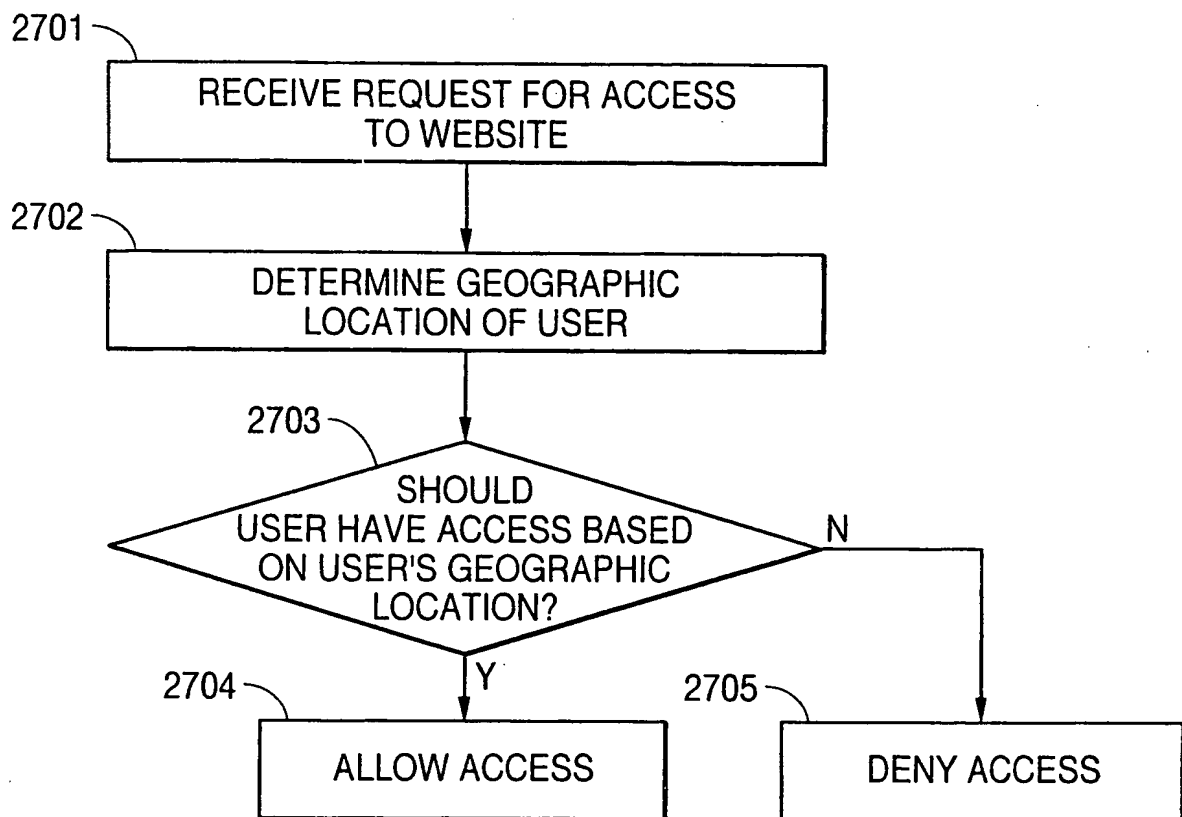 2701
RECEIVE REQUEST FOR ACCESS
TO WEBSITE
2702
DETERMINE GEOGRAPHIC
LOCATION OF USER
2703
SHOULD
USER HAVE ACCESS BASED
ON USER'S GEOGRAPHIC
LOCATION?
N
Y
2704
ALLOW ACCESS
2705
DENY ACCESS